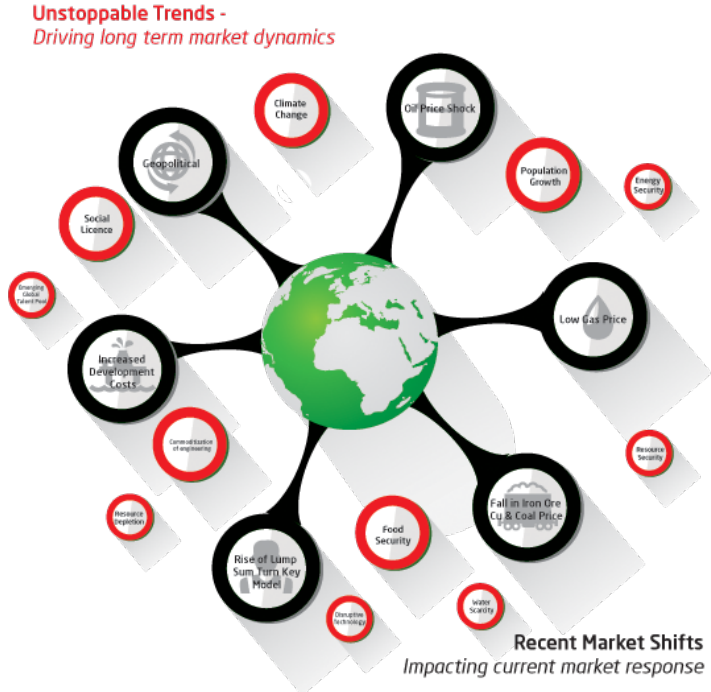 Unstoppable Trends -
Driving long term market dynamics
Climate
Change
Oil Price Shock
Geopolitical
Population
Growth
Energy
Security
Social
Licence
Emerging
Global
Talent Pool
Low Gas Price
Increased
Development
Costs
Commoditisation
of engineering
Resource
Security
Resource
Depletion
Fall in Iron Ore
Cu & Coal Price
Food
Security
Rise of Lump
Sum Turn Key
Model
Water
Scarcity
Disruptive
Technology
Recent Market Shifts
Impacting current market response